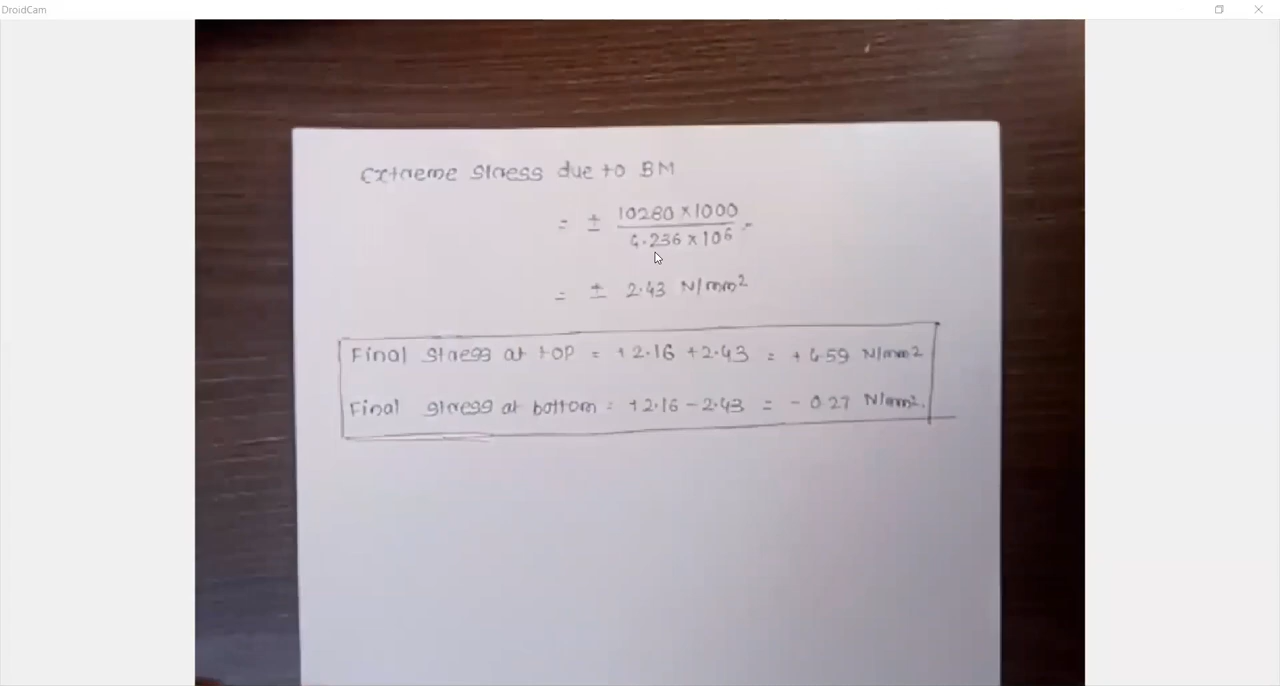 DroidCam
Extreme stress due to BM
= ± 10280 × 1000 / 4.236 × 10⁶
= ± 2.43 N/mm²
Final stress at top = +2.16 + 2.43 = + 4.59 N/mm²
Final stress at bottom = +2.16 - 2.43 = - 0.27 N/mm².